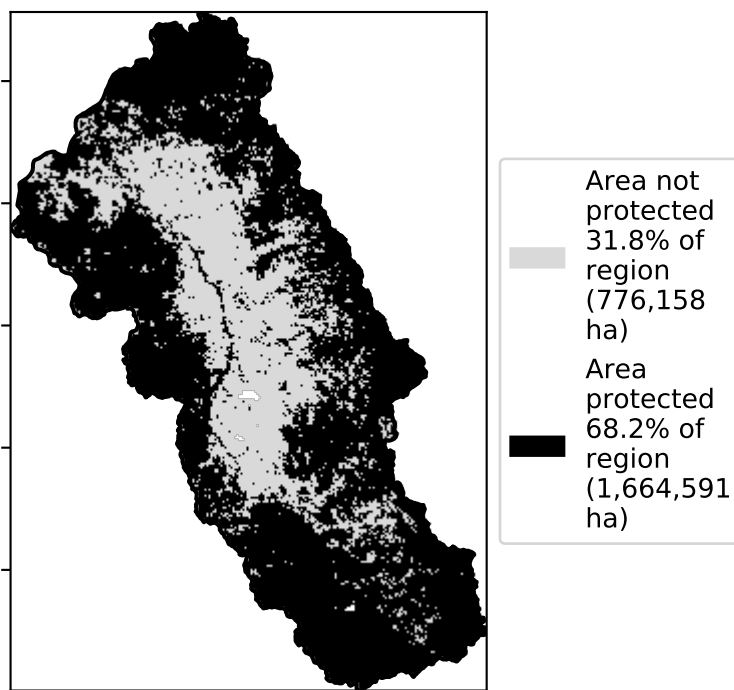 Area not
protected
31.8% of
region
(776,158
ha)
Area
protected
68.2% of
region
(1,664,591
ha)